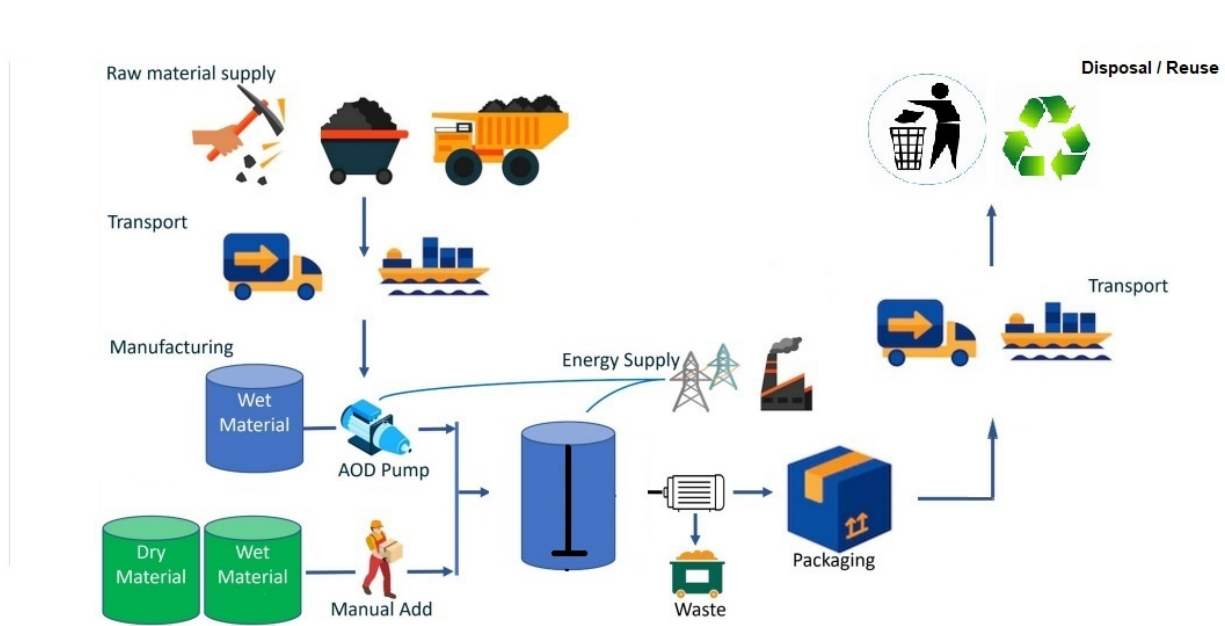 Raw material supply
Disposal / Reuse
Transport
Transport
Manufacturing
Energy Supply
Wet
Material
AOD Pump
Dry
Material
Wet
Material
Manual Add
Packaging
Waste